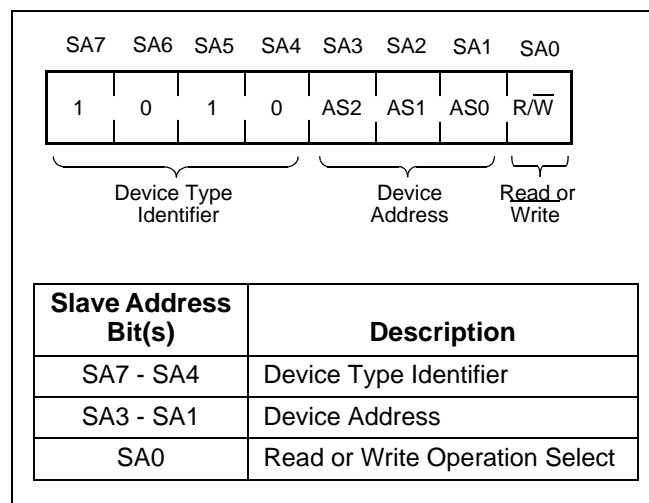 SA7 SA6 SA5 SA4 SA3 SA2 SA1 SA0
1 0 1 0 AS2 AS1 AS0 R/W̅
Device Type Identifier
Device Address
Read or Write
Slave Address Bit(s) Description
SA7 - SA4 Device Type Identifier
SA3 - SA1 Device Address
SA0 Read or Write Operation Select